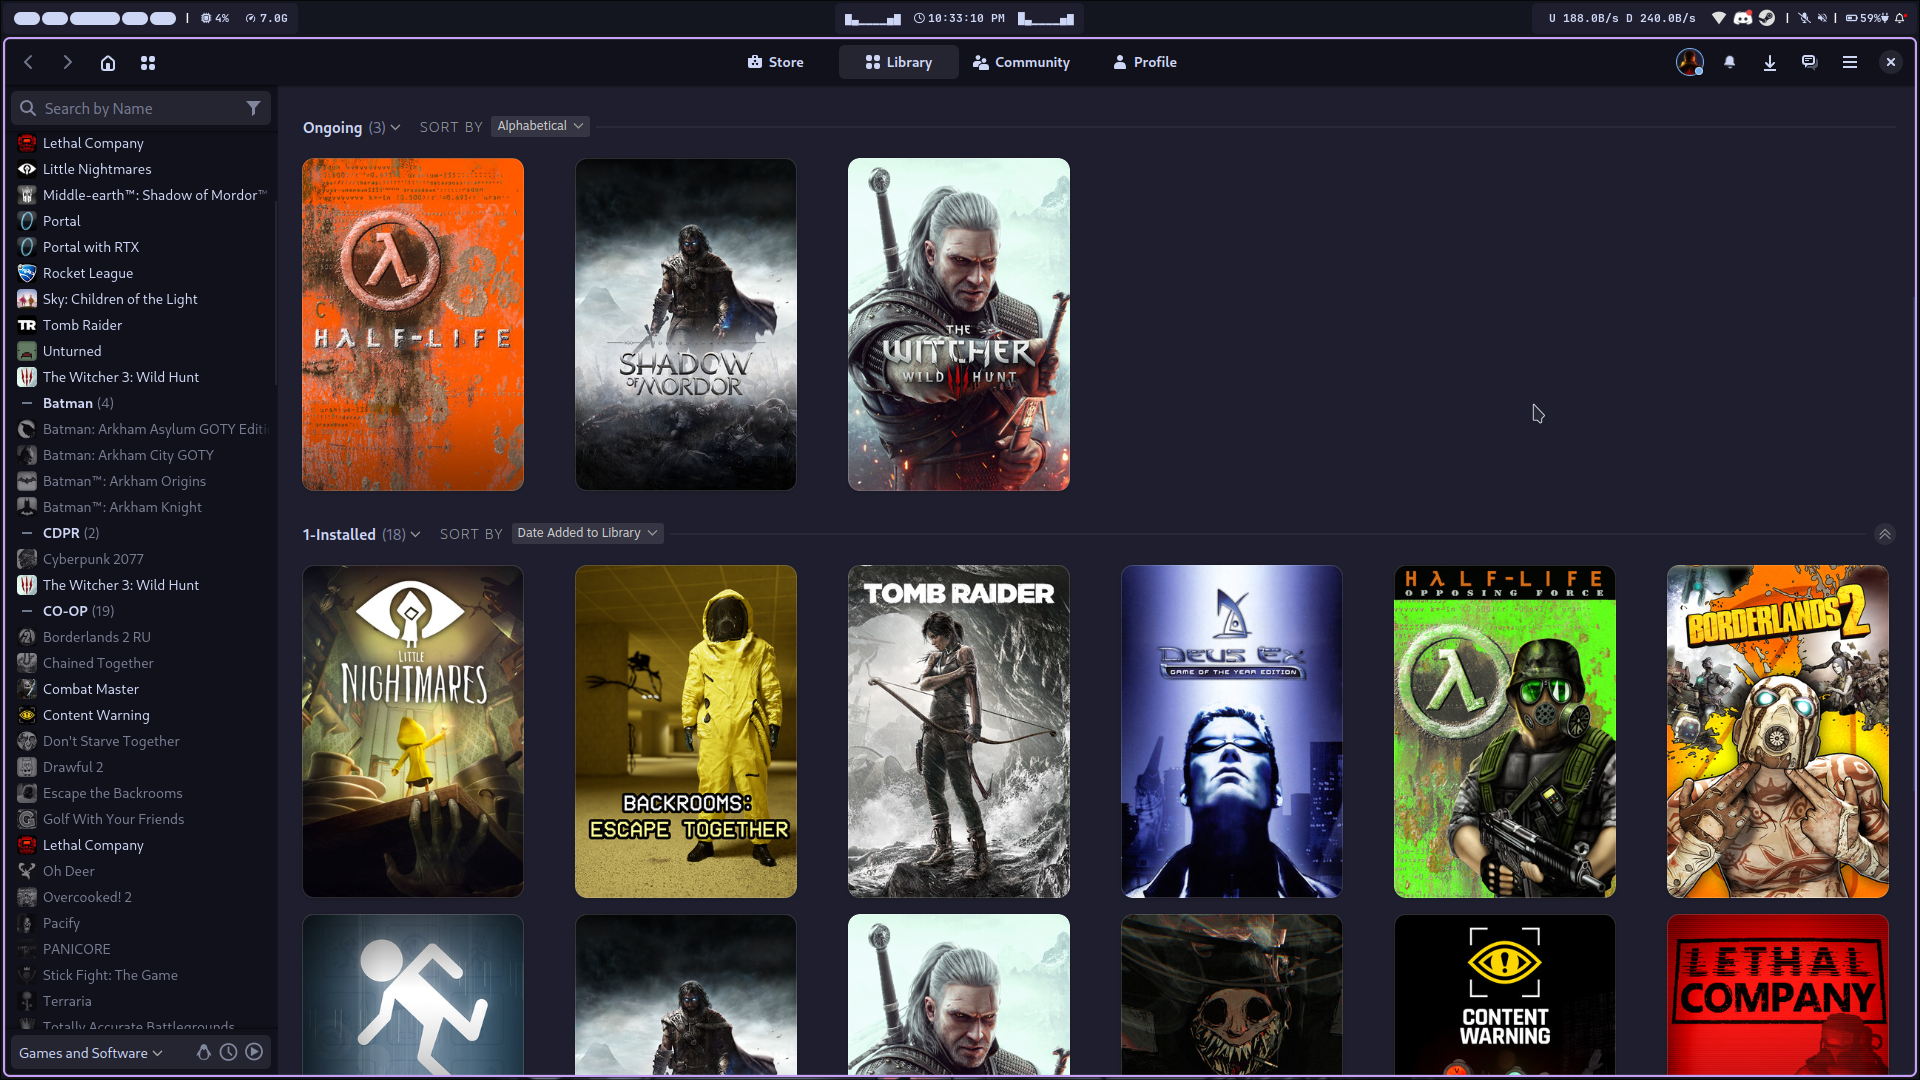 4% 7.0G
10:33:10 PM
U 188.0B/s D 240.0B/s
59%
Store
Library
Community
Profile
Search by Name
Lethal Company
Little Nightmares
Middle-earth™: Shadow of Mordor™
Portal
Portal with RTX
Rocket League
Sky: Children of the Light
Tomb Raider
Unturned
The Witcher 3: Wild Hunt
Batman (4)
Batman: Arkham Asylum GOTY Editi
Batman: Arkham City GOTY
Batman™: Arkham Origins
Batman™: Arkham Knight
CDPR (2)
Cyberpunk 2077
The Witcher 3: Wild Hunt
CO-OP (19)
Borderlands 2 RU
Chained Together
Combat Master
Content Warning
Don't Starve Together
Drawful 2
Escape the Backrooms
Golf With Your Friends
Lethal Company
Oh Deer
Overcooked! 2
Pacify
PANICORE
Stick Fight: The Game
Terraria
Totally Accurate Battlegrounds
Games and Software
Ongoing (3) SORT BY Alphabetical
HALF-LIFE
SHADOW
OF MORDOR
THE
WITCHER
WILD HUNT
1-Installed (18) SORT BY Date Added to Library
LITTLE
NIGHTMARES
BACKROOMS:
ESCAPE TOGETHER
TOMB RAIDER
DEUS EX
GAME OF THE YEAR EDITION
HALF-LIFE
OPPOSING FORCE
BORDERLANDS 2
CONTENT
WARNING
LETHAL
COMPANY